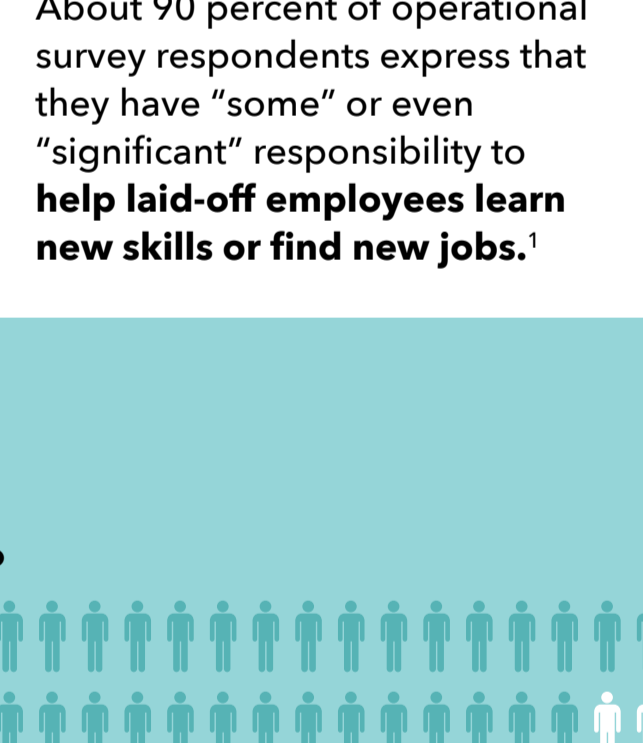 About 90 percent of operational
survey respondents express that
they have “some” or even
“significant” responsibility to
help laid-off employees learn
new skills or find new jobs.¹